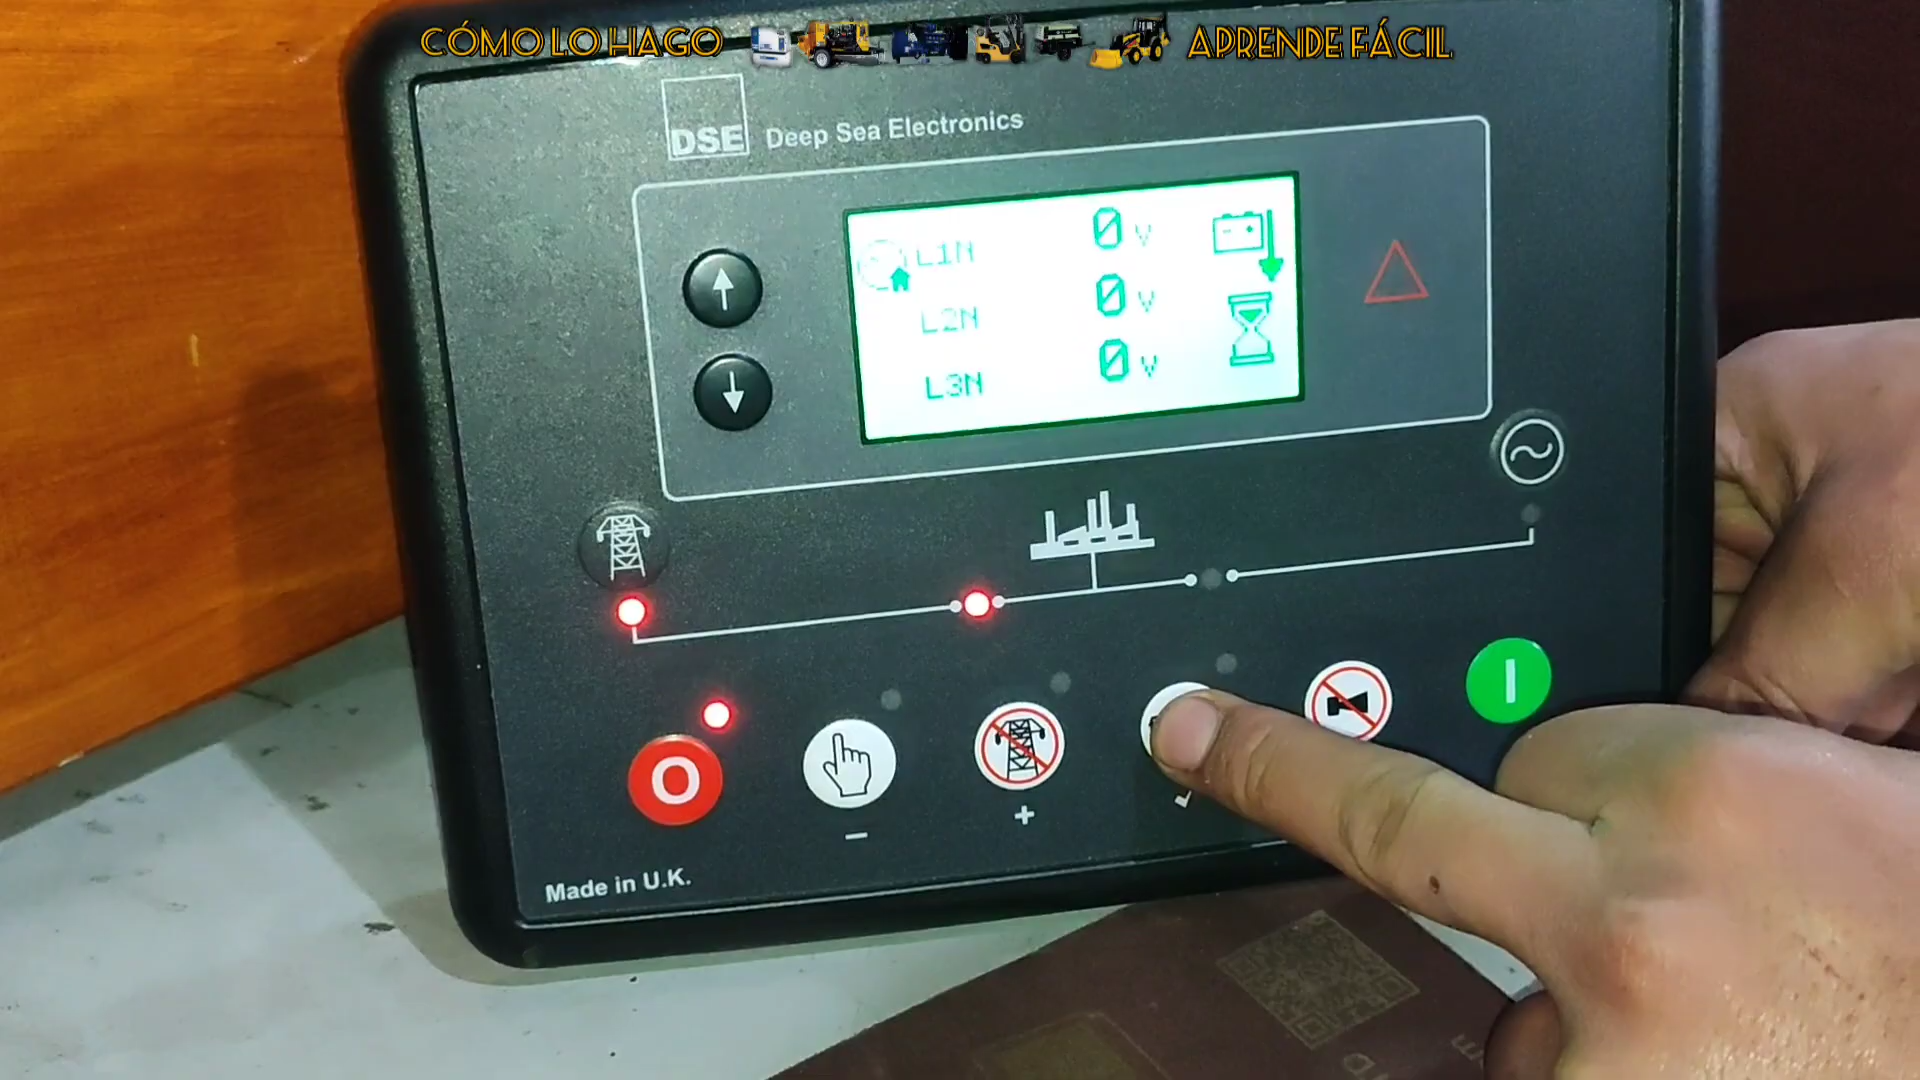 CÓMO LO HAGO APRENDE FÁCIL
DSE Deep Sea Electronics
L1N 0 V
L2N 0 V
L3N 0 V
O
I
− +
Made in U.K.